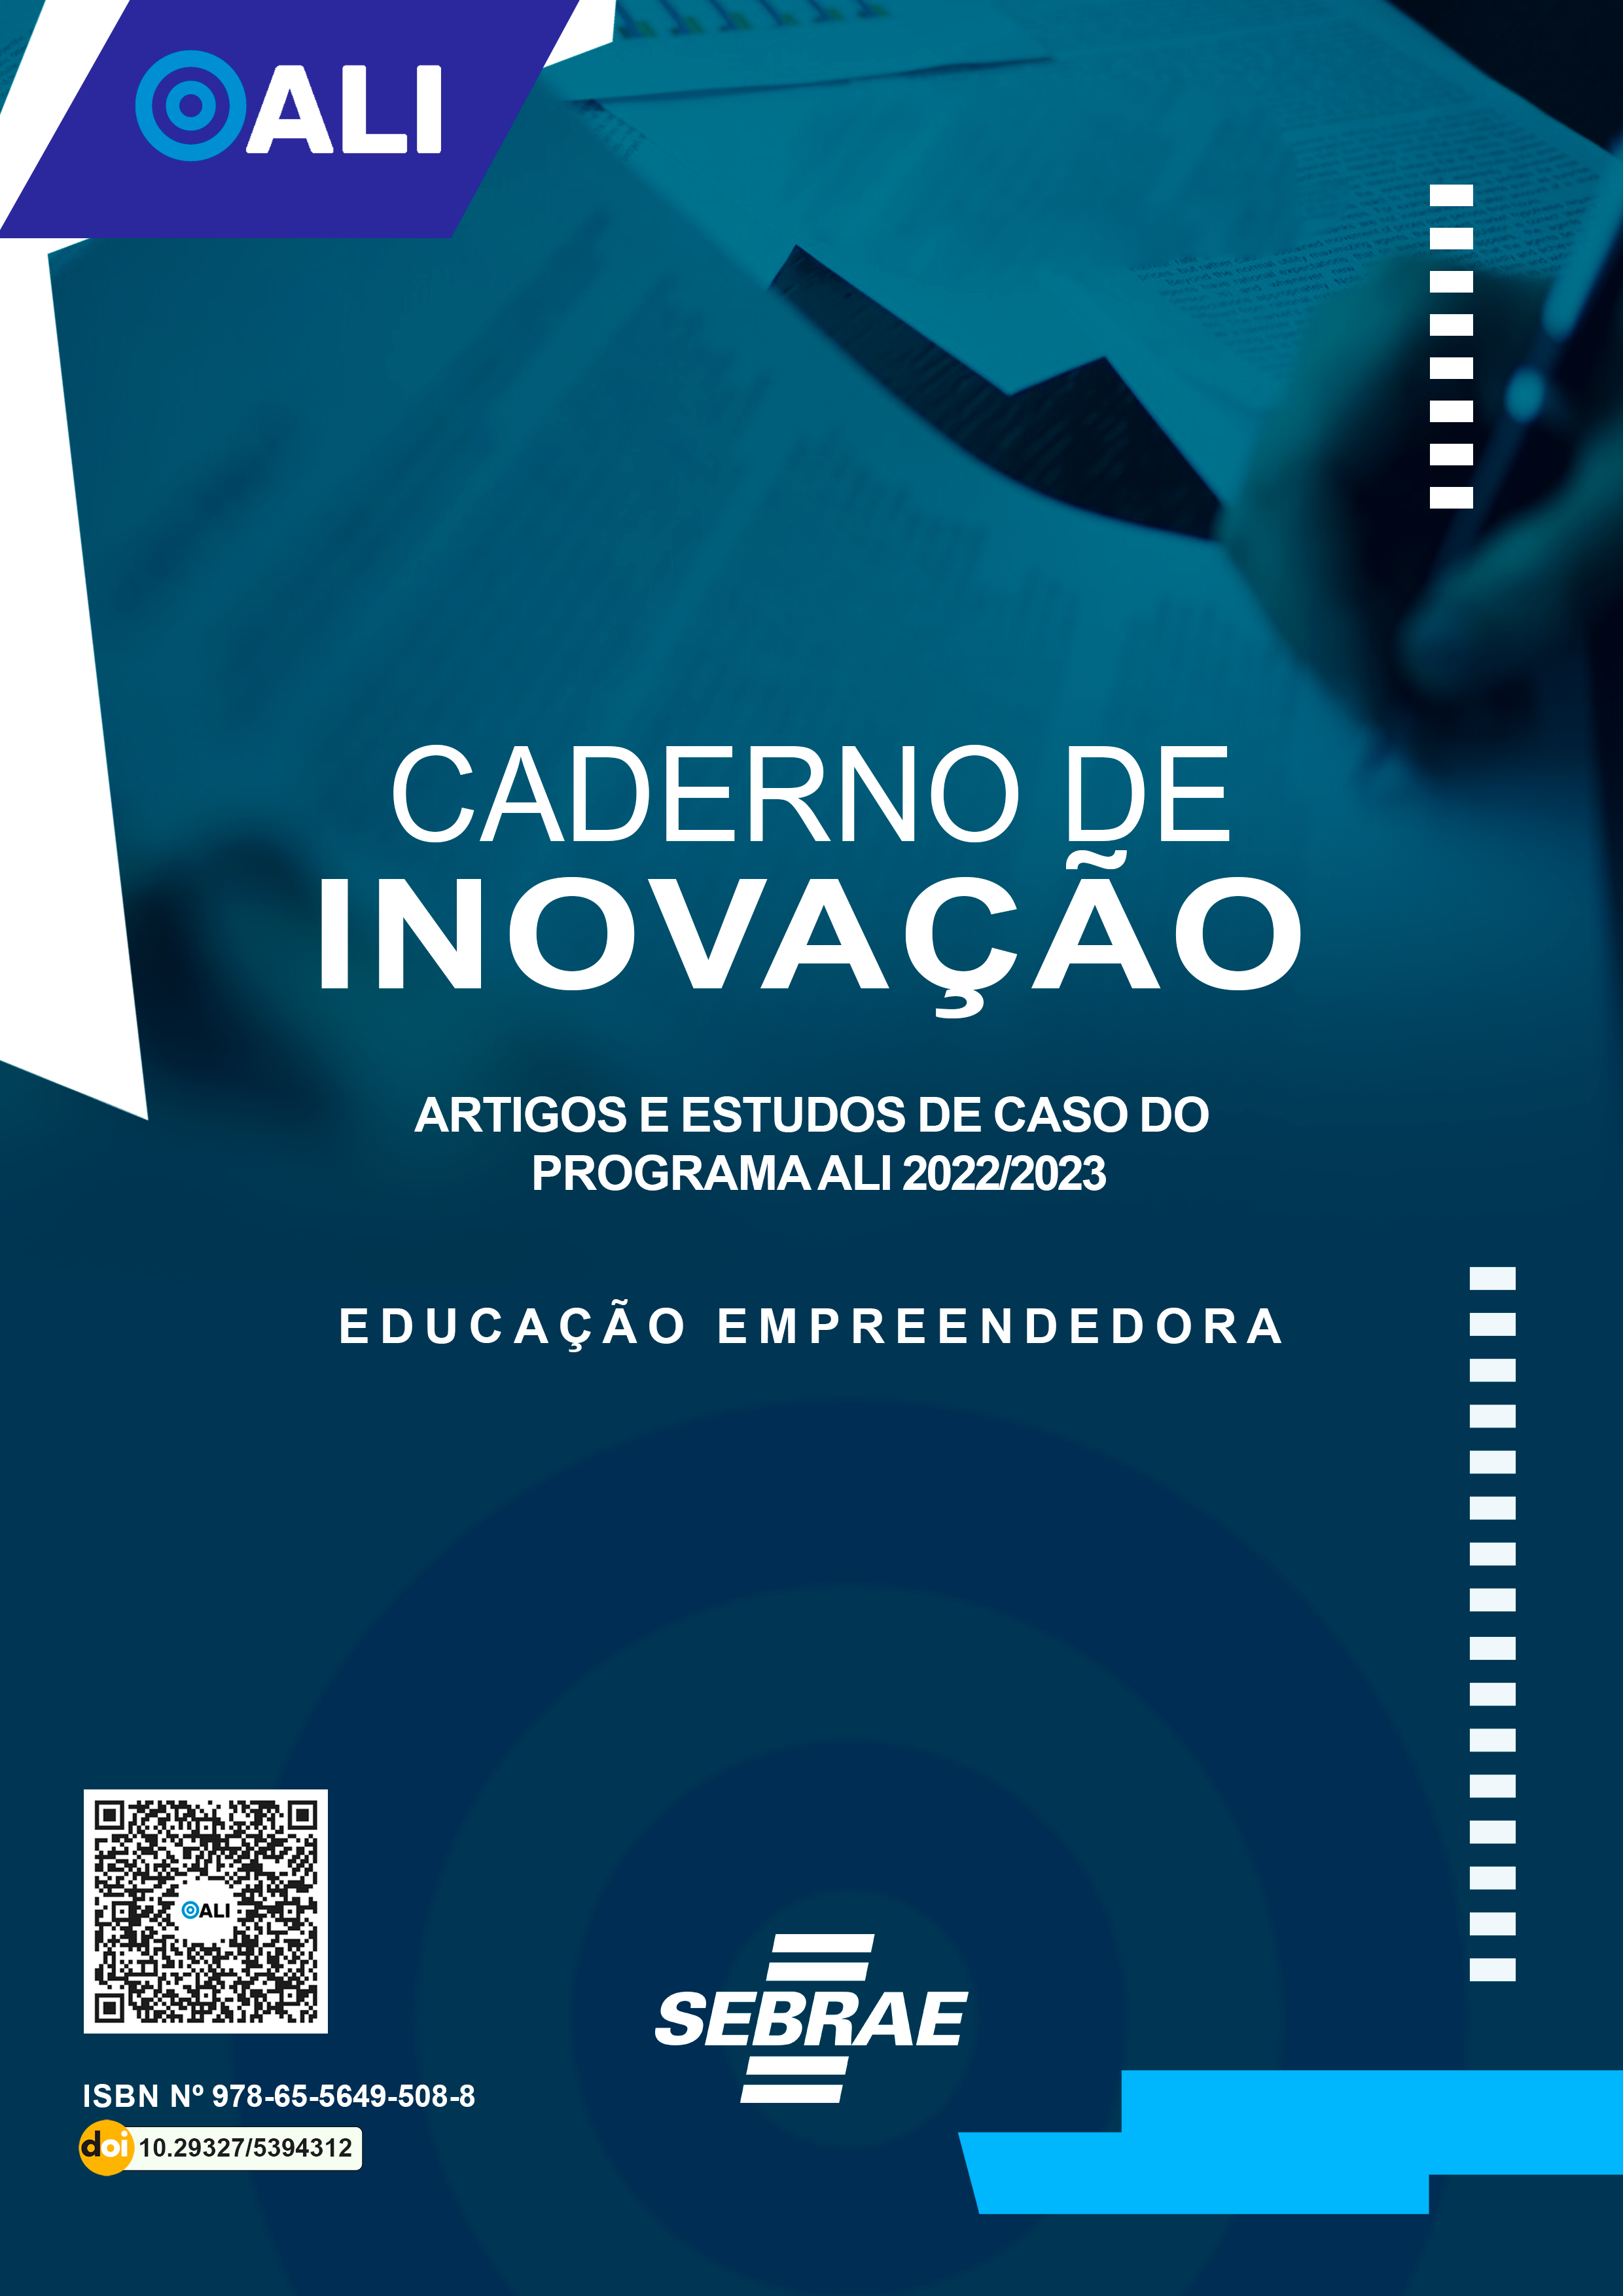 ALI
CADERNO DE
INOVAÇÃO
ARTIGOS E ESTUDOS DE CASO DO
PROGRAMA ALI 2022/2023
EDUCAÇÃO EMPREENDEDORA
ALI
SEBRAE
ISBN Nº 978-65-5649-508-8
doi 10.29327/5394312